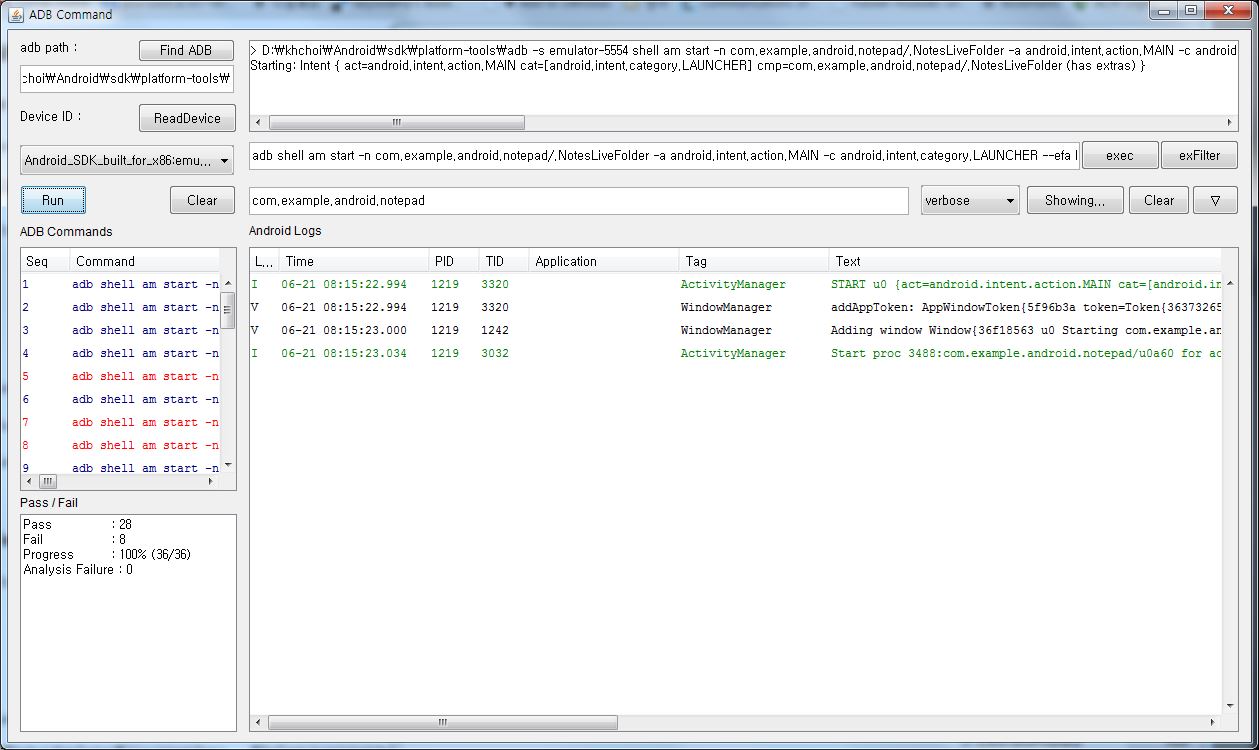 ADB Command
adb path :
Find ADB
choi₩Android₩sdk₩platform-tools₩
Device ID :
ReadDevice
Android_SDK_built_for_x86:emu...
Run
Clear
> D:₩khchoi₩Android₩sdk₩platform-tools₩adb -s emulator-5554 shell am start -n com.example.android.notepad/.NotesLiveFolder -a android.intent.action.MAIN -c android
Starting: Intent { act=android.intent.action.MAIN cat=[android.intent.category.LAUNCHER] cmp=com.example.android.notepad/.NotesLiveFolder (has extras) }
adb shell am start -n com.example.android.notepad/.NotesLiveFolder -a android.intent.action.MAIN -c android.intent.category.LAUNCHER --efa
exec
exFilter
com.example.android.notepad
verbose
Showing...
Clear
▽
ADB Commands
Seq Command
1 adb shell am start -n
2 adb shell am start -n
3 adb shell am start -n
4 adb shell am start -n
5 adb shell am start -n
6 adb shell am start -n
7 adb shell am start -n
8 adb shell am start -n
9 adb shell am start -n
Pass / Fail
Pass : 28
Fail : 8
Progress : 100% (36/36)
Analysis Failure : 0
Android Logs
L... Time PID TID Application Tag Text
I 06-21 08:15:22.994 1219 3320 ActivityManager START u0 {act=android.intent.action.MAIN cat=[android.in
V 06-21 08:15:22.994 1219 3320 WindowManager addAppToken: AppWindowToken{5f96b3a token=Token{36373265
V 06-21 08:15:23.000 1219 1242 WindowManager Adding window Window{36f18563 u0 Starting com.example.an
I 06-21 08:15:23.034 1219 3032 ActivityManager Start proc 3488:com.example.android.notepad/u0a60 for ac